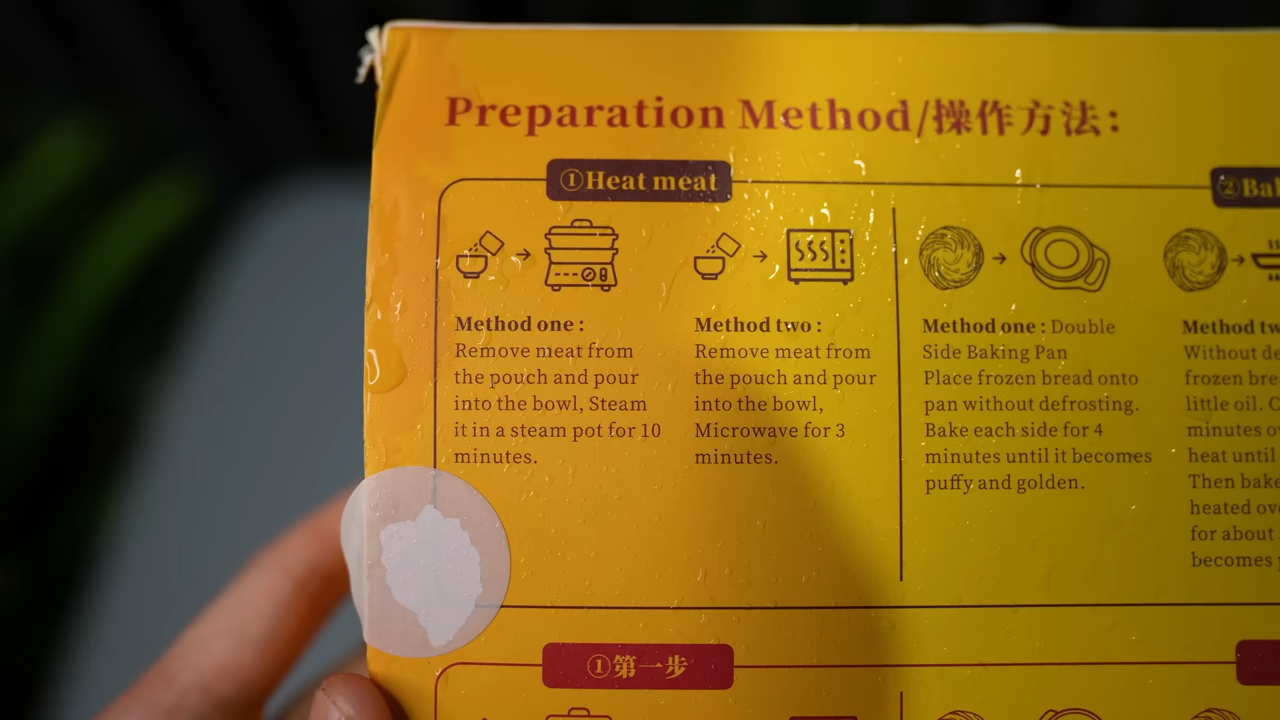 Preparation Method/操作方法：
①Heat meat
Method one :
Remove meat from
the pouch and pour
into the bowl, Steam
it in a steam pot for 10
minutes.
Method two :
Remove meat from
the pouch and pour
into the bowl,
Microwave for 3
minutes.
②
Method one : Double
Side Baking Pan
Place frozen bread onto
pan without defrosting.
Bake each side for 4
minutes until it becomes
puffy and golden.
Method
Without
frozen
little oil.
minutes
heat until
Then bake
heated
for about
becomes
①第一步